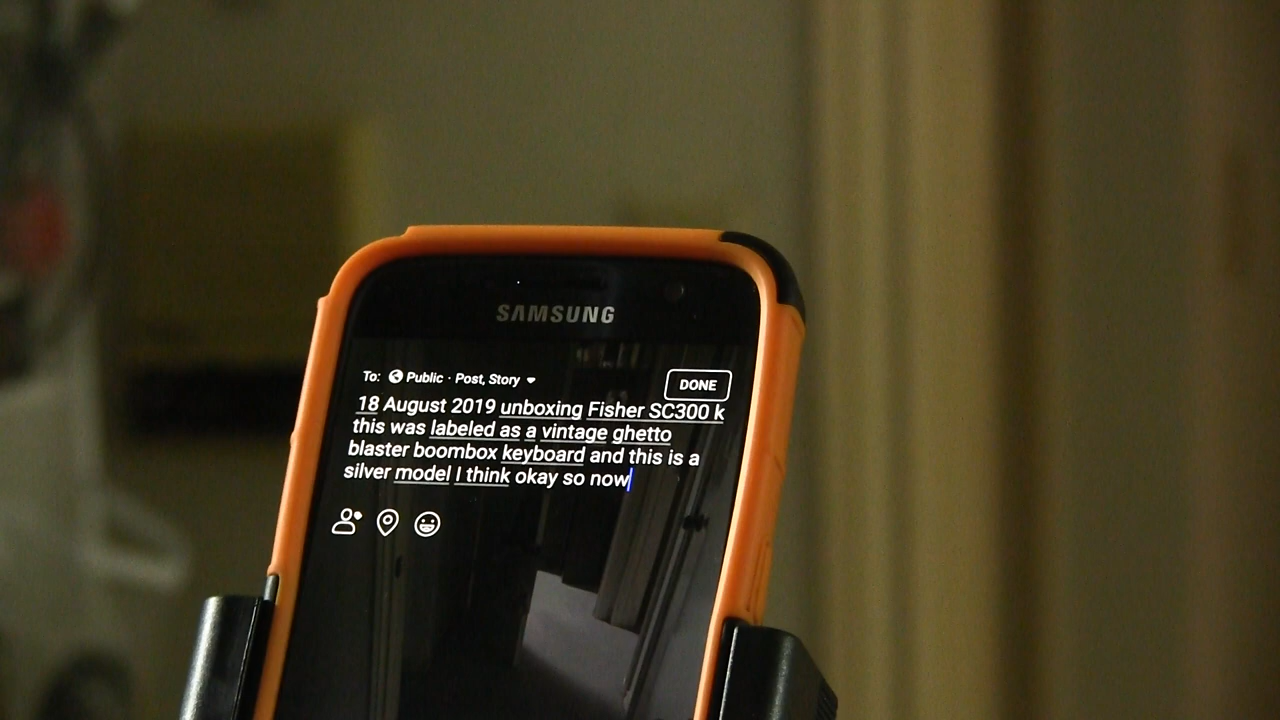 SAMSUNG
To: Public · Post, Story
DONE
18 August 2019 unboxing Fisher SC300 k
this was labeled as a vintage ghetto
blaster boombox keyboard and this is a
silver model I think okay so now